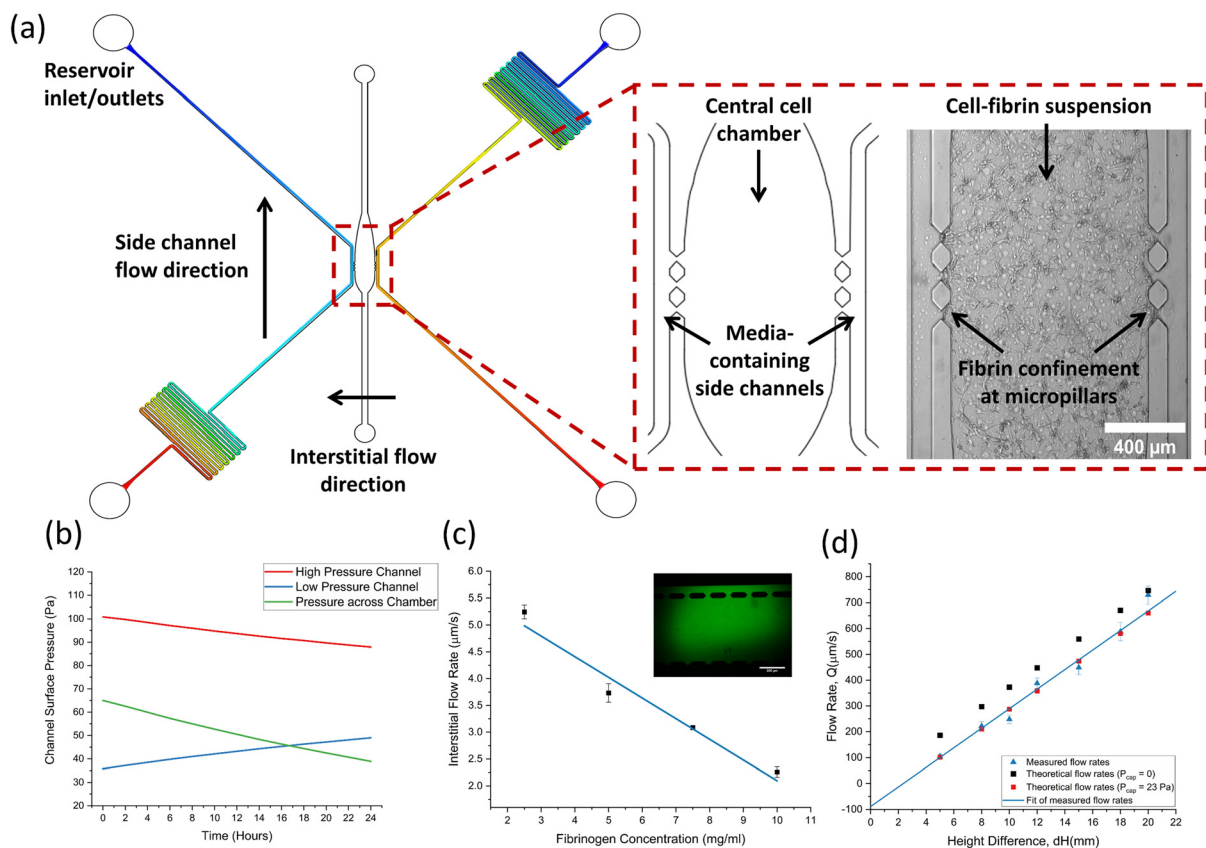 (a)
Reservoir
inlet/outlets
Side channel
flow direction
Interstitial flow
direction
Central cell
chamber
Cell-fibrin suspension
Media-
containing
side channels
Fibrin confinement
at micropillars
400 µm
(b)
High Pressure Channel
Low Pressure Channel
Pressure across Chamber
Channel Surface Pressure (Pa)
120
110
100
90
80
70
60
50
40
30
20
0 2 4 6 8 10 12 14 16 18 20 22 24
Time (Hours)
(c)
Interstitial Flow Rate (µm/s)
6.0
5.5
5.0
4.5
4.0
3.5
3.0
2.5
2.0
2 3 4 5 6 7 8 9 10
Fibrinogen Concentration (mg/ml)
(d)
Flow Rate, Q(µm/s)
800
700
600
500
400
300
200
100
0
-100
0 2 4 6 8 10 12 14 16 18 20 22
Height Difference, dH(mm)
Measured flow rates
Theoretical flow rates (Pcap = 0)
Theoretical flow rates (Pcap = 23 Pa)
Fit of measured flow rates